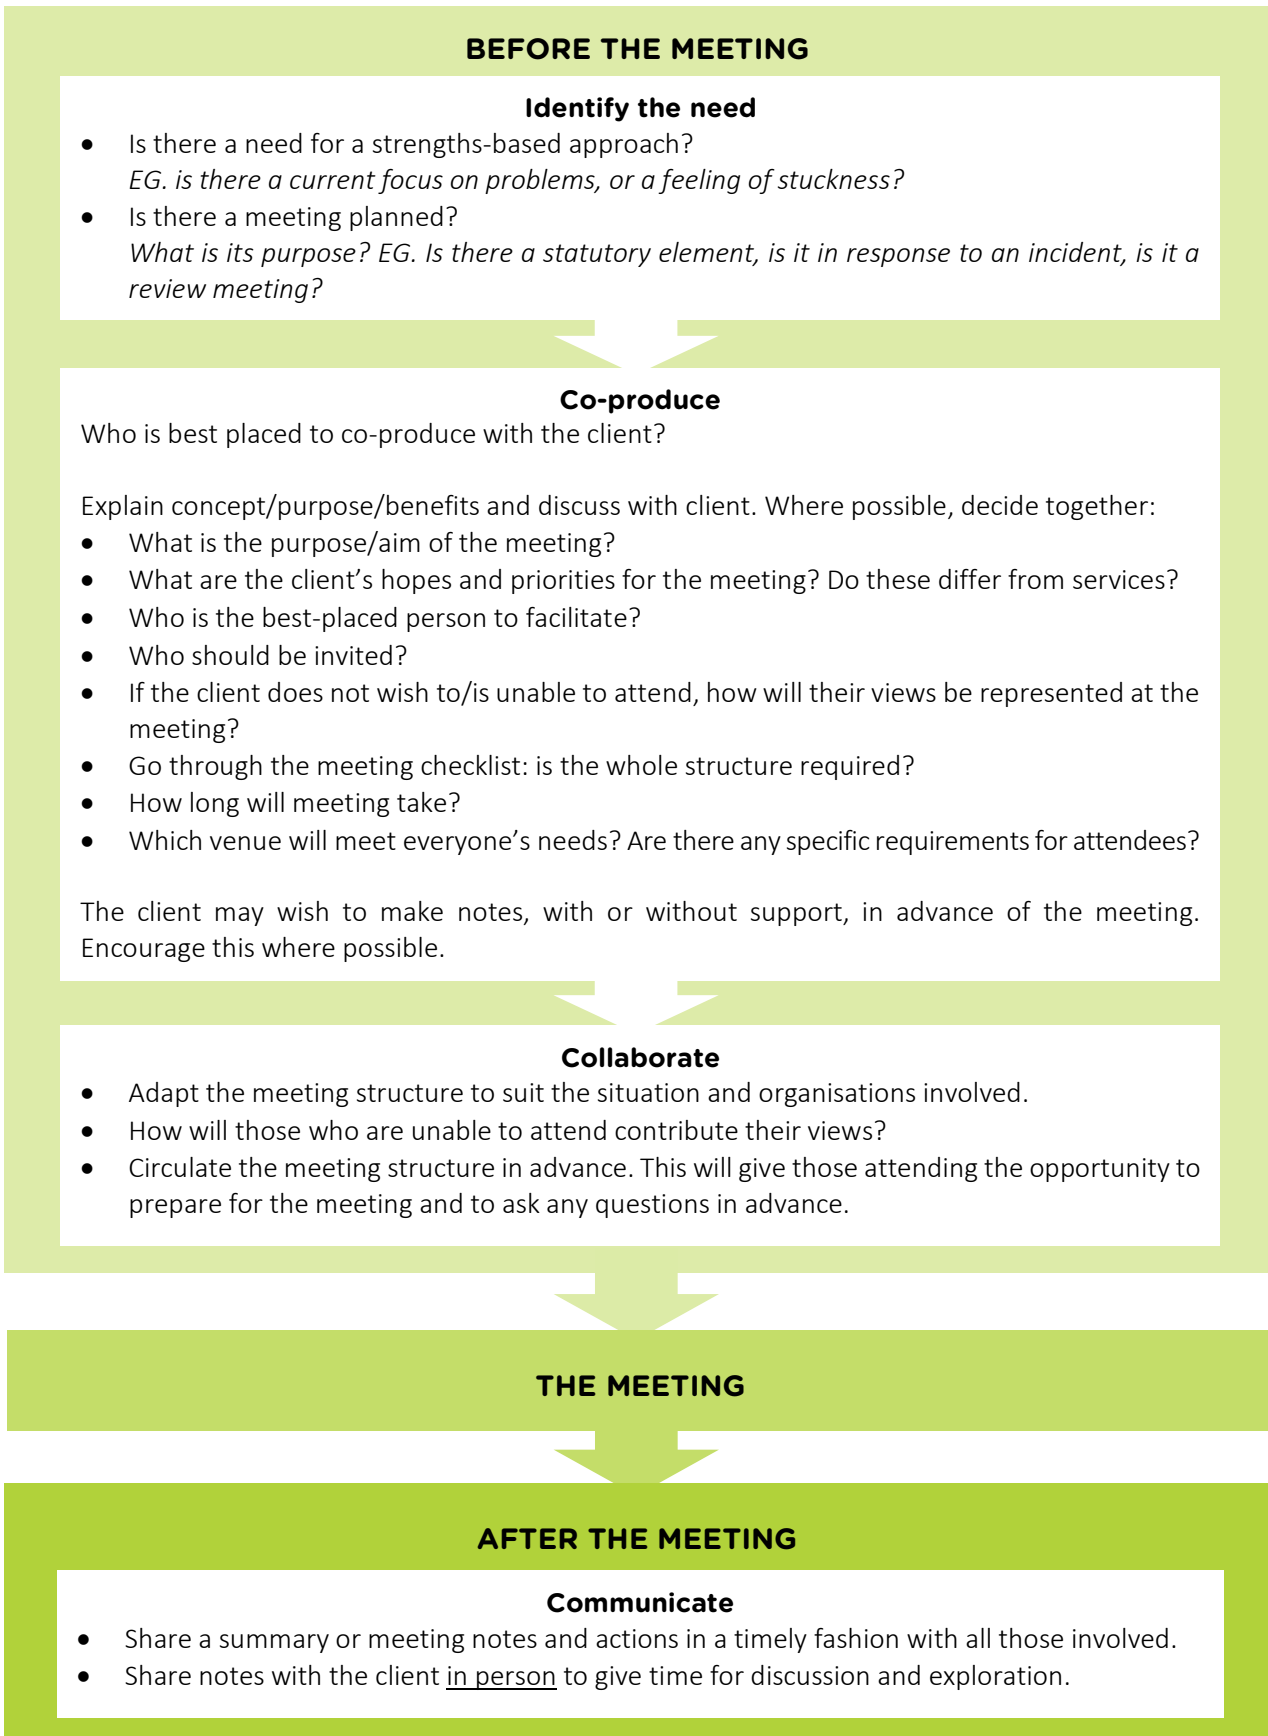 BEFORE THE MEETING
Identify the need
• Is there a need for a strengths-based approach?
EG. is there a current focus on problems, or a feeling of stuckness?
• Is there a meeting planned?
What is its purpose? EG. Is there a statutory element, is it in response to an incident, is it a
review meeting?
Co-produce
Who is best placed to co-produce with the client?
Explain concept/purpose/benefits and discuss with client. Where possible, decide together:
• What is the purpose/aim of the meeting?
• What are the client’s hopes and priorities for the meeting? Do these differ from services?
• Who is the best-placed person to facilitate?
• Who should be invited?
• If the client does not wish to/is unable to attend, how will their views be represented at the
meeting?
• Go through the meeting checklist: is the whole structure required?
• How long will meeting take?
• Which venue will meet everyone’s needs? Are there any specific requirements for attendees?
The client may wish to make notes, with or without support, in advance of the meeting.
Encourage this where possible.
Collaborate
• Adapt the meeting structure to suit the situation and organisations involved.
• How will those who are unable to attend contribute their views?
• Circulate the meeting structure in advance. This will give those attending the opportunity to
prepare for the meeting and to ask any questions in advance.
THE MEETING
AFTER THE MEETING
Communicate
• Share a summary or meeting notes and actions in a timely fashion with all those involved.
• Share notes with the client in person to give time for discussion and exploration.